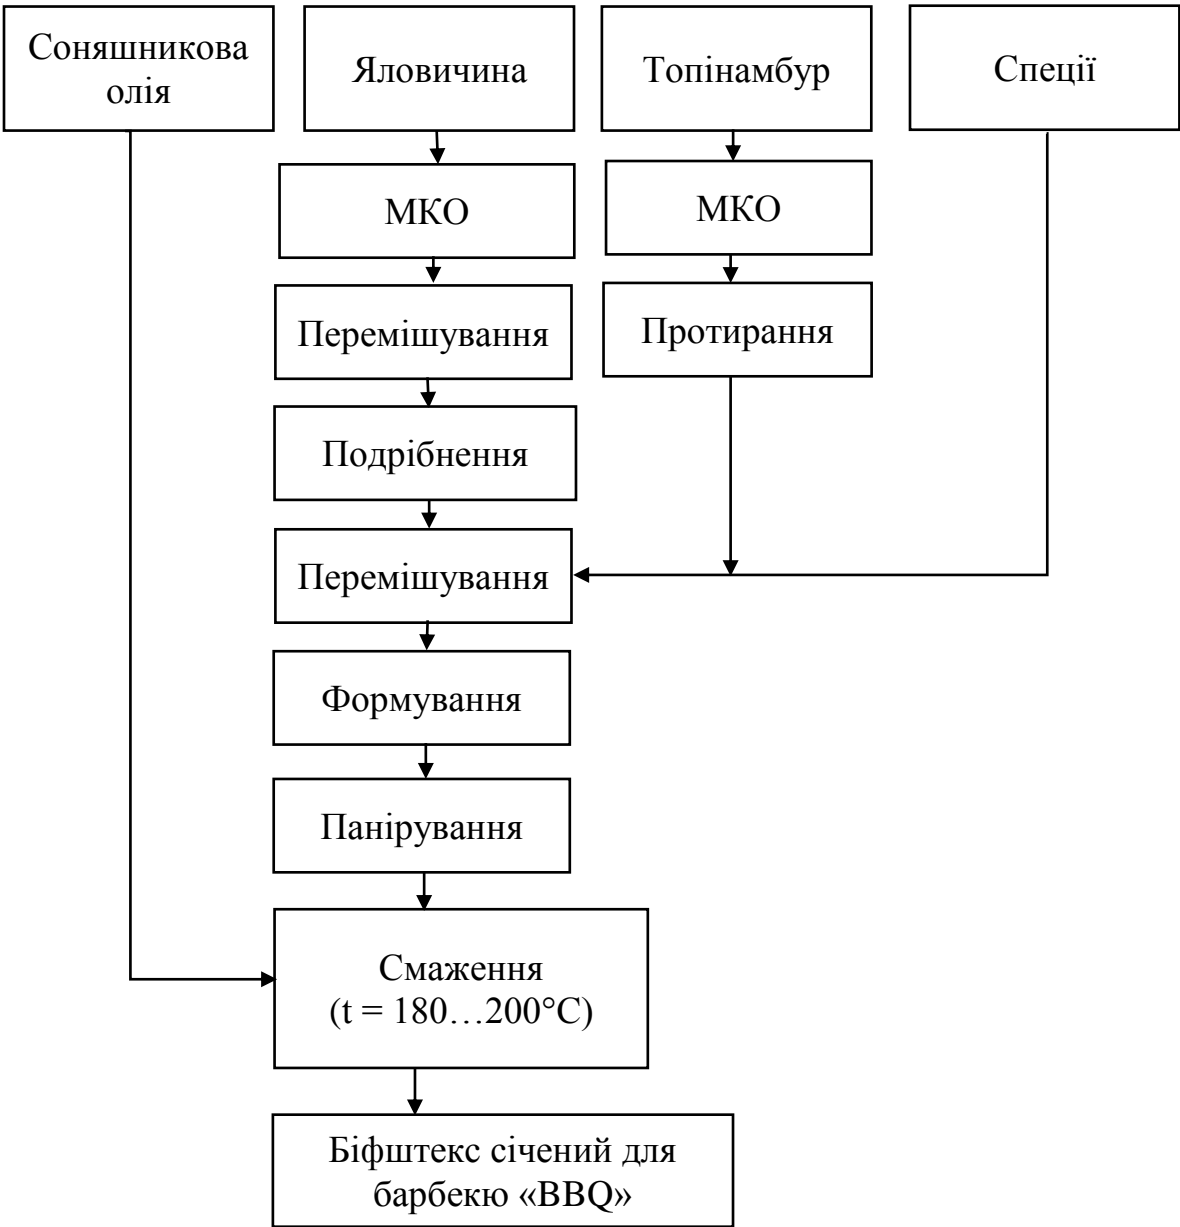 Соняшникова
олія
Яловичина
Топінамбур
Спеції
МКО
МКО
Перемішування
Протирання
Подрібнення
Перемішування
Формування
Панірування
Смаження
(t = 180…200°C)
Біфштекс січений для
барбекю «BBQ»